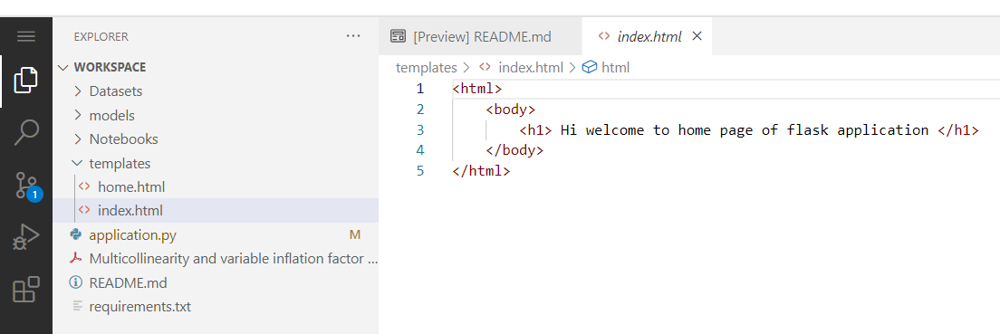 EXPLORER ...
WORKSPACE
Datasets
models
Notebooks
templates
home.html
index.html
application.py M
Multicollinearity and variable inflation factor ...
README.md
requirements.txt
1
[Preview] README.md
index.html
templates > index.html > html
1 <html>
2 <body>
3 <h1> Hi welcome to home page of flask application </h1>
4 </body>
5 </html>